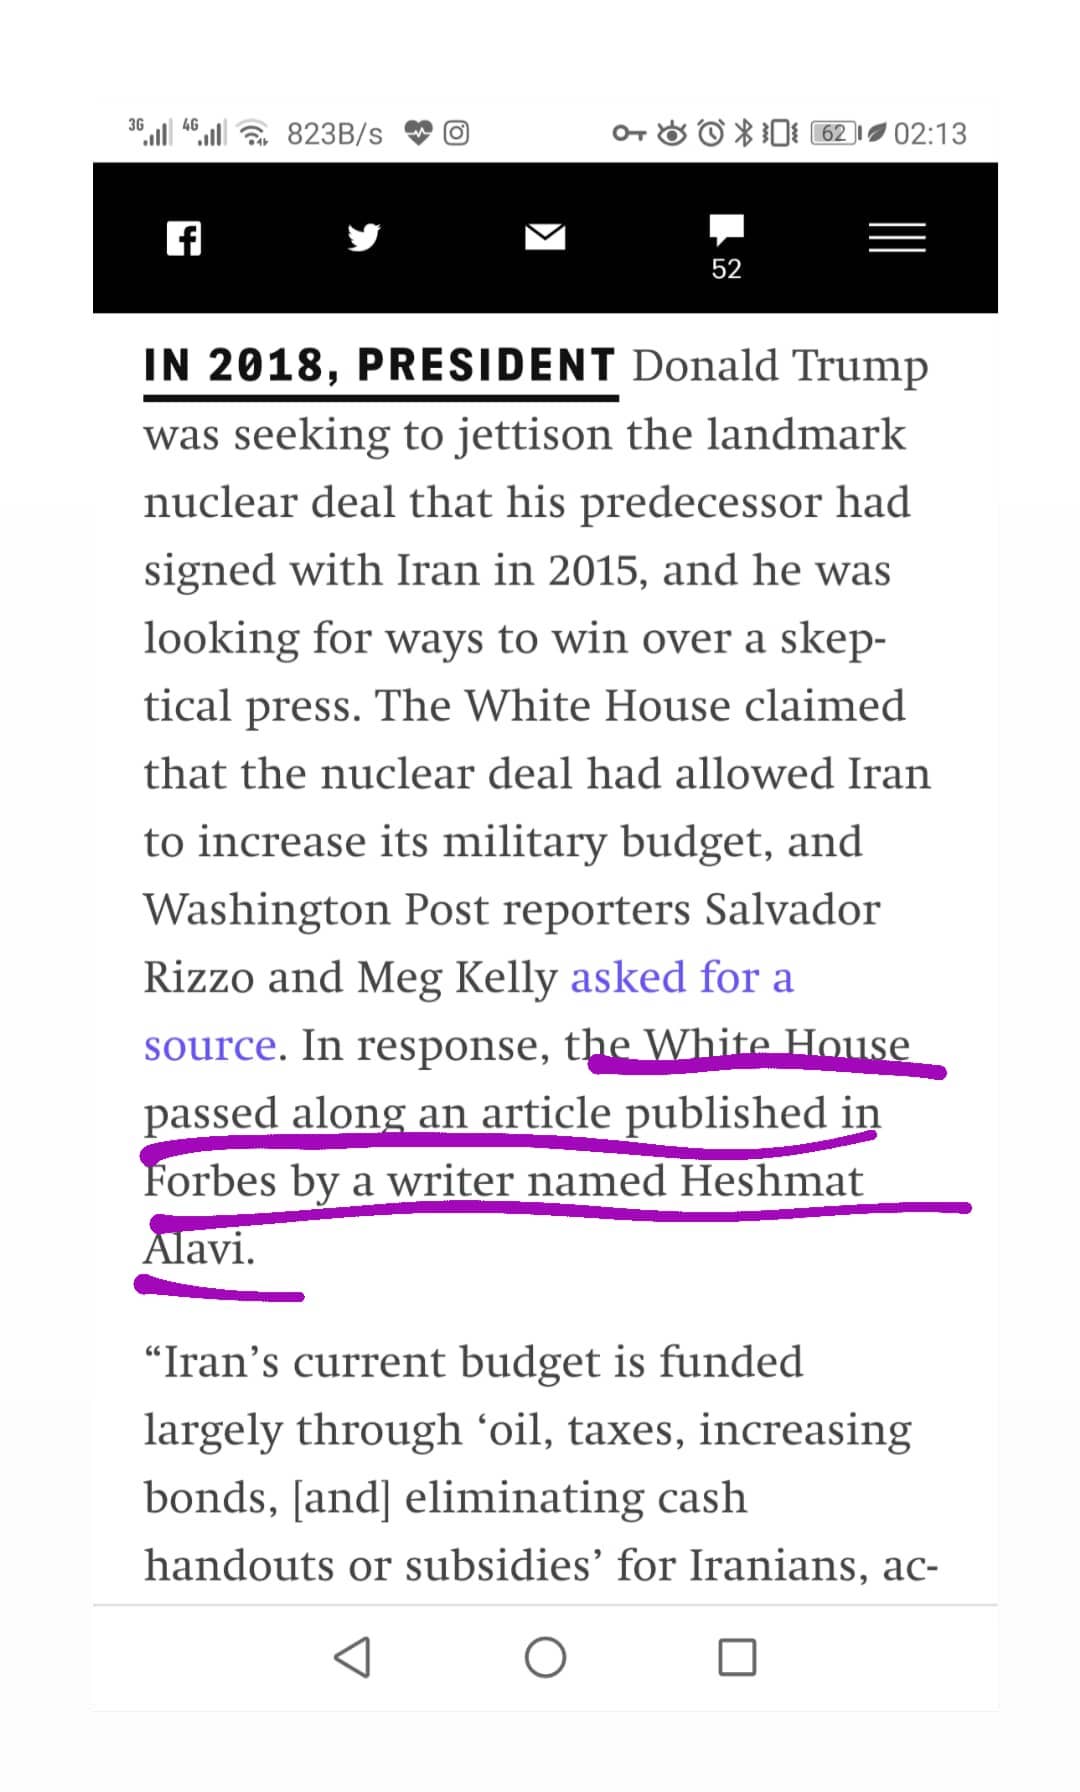 3G 4G 823B/s 62 02:13
52
IN 2018, PRESIDENT Donald Trump
was seeking to jettison the landmark
nuclear deal that his predecessor had
signed with Iran in 2015, and he was
looking for ways to win over a skep-
tical press. The White House claimed
that the nuclear deal had allowed Iran
to increase its military budget, and
Washington Post reporters Salvador
Rizzo and Meg Kelly asked for a
source. In response, the White House
passed along an article published in
Forbes by a writer named Heshmat
Alavi.
“Iran’s current budget is funded
largely through ‘oil, taxes, increasing
bonds, [and] eliminating cash
handouts or subsidies’ for Iranians, ac-